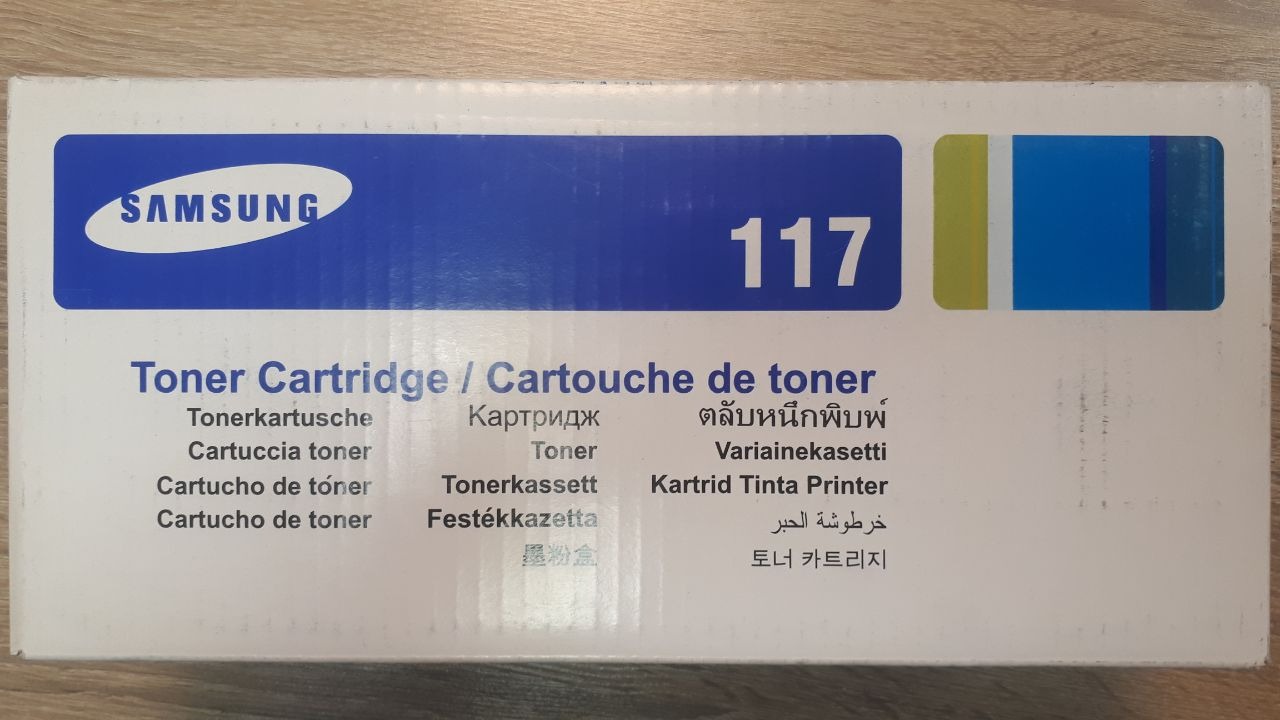 SAMSUNG
117
Toner Cartridge / Cartouche de toner
Tonerkartusche Картридж ตลับหมึกพิมพ์
Cartuccia toner Toner Variainekasetti
Cartucho de tóner Tonerkassett Kartrid Tinta Printer
Cartucho de toner Festékkazetta خرطوشة الحبر
墨粉盒 토너 카트리지